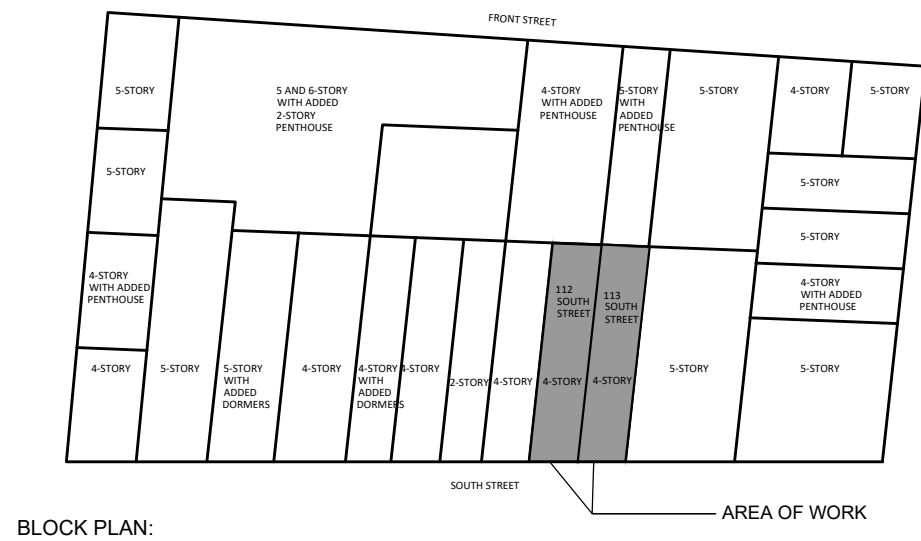 FRONT STREET
5-STORY
5 AND 6-STORY
WITH ADDED
2-STORY
PENTHOUSE
4-STORY
WITH ADDED
PENTHOUSE
5-STORY
WITH
ADDED
PENTHOUSE
5-STORY
4-STORY
5-STORY
5-STORY
5-STORY
5-STORY
4-STORY
WITH ADDED
PENTHOUSE
4-STORY
WITH ADDED
PENTHOUSE
112
SOUTH
STREET
113
SOUTH
STREET
4-STORY
5-STORY
5-STORY
WITH
ADDED
DORMERS
4-STORY
4-STORY
WITH
ADDED
DORMERS
4-STORY
2-STORY
4-STORY
4-STORY
4-STORY
5-STORY
5-STORY
SOUTH STREET
AREA OF WORK
BLOCK PLAN: